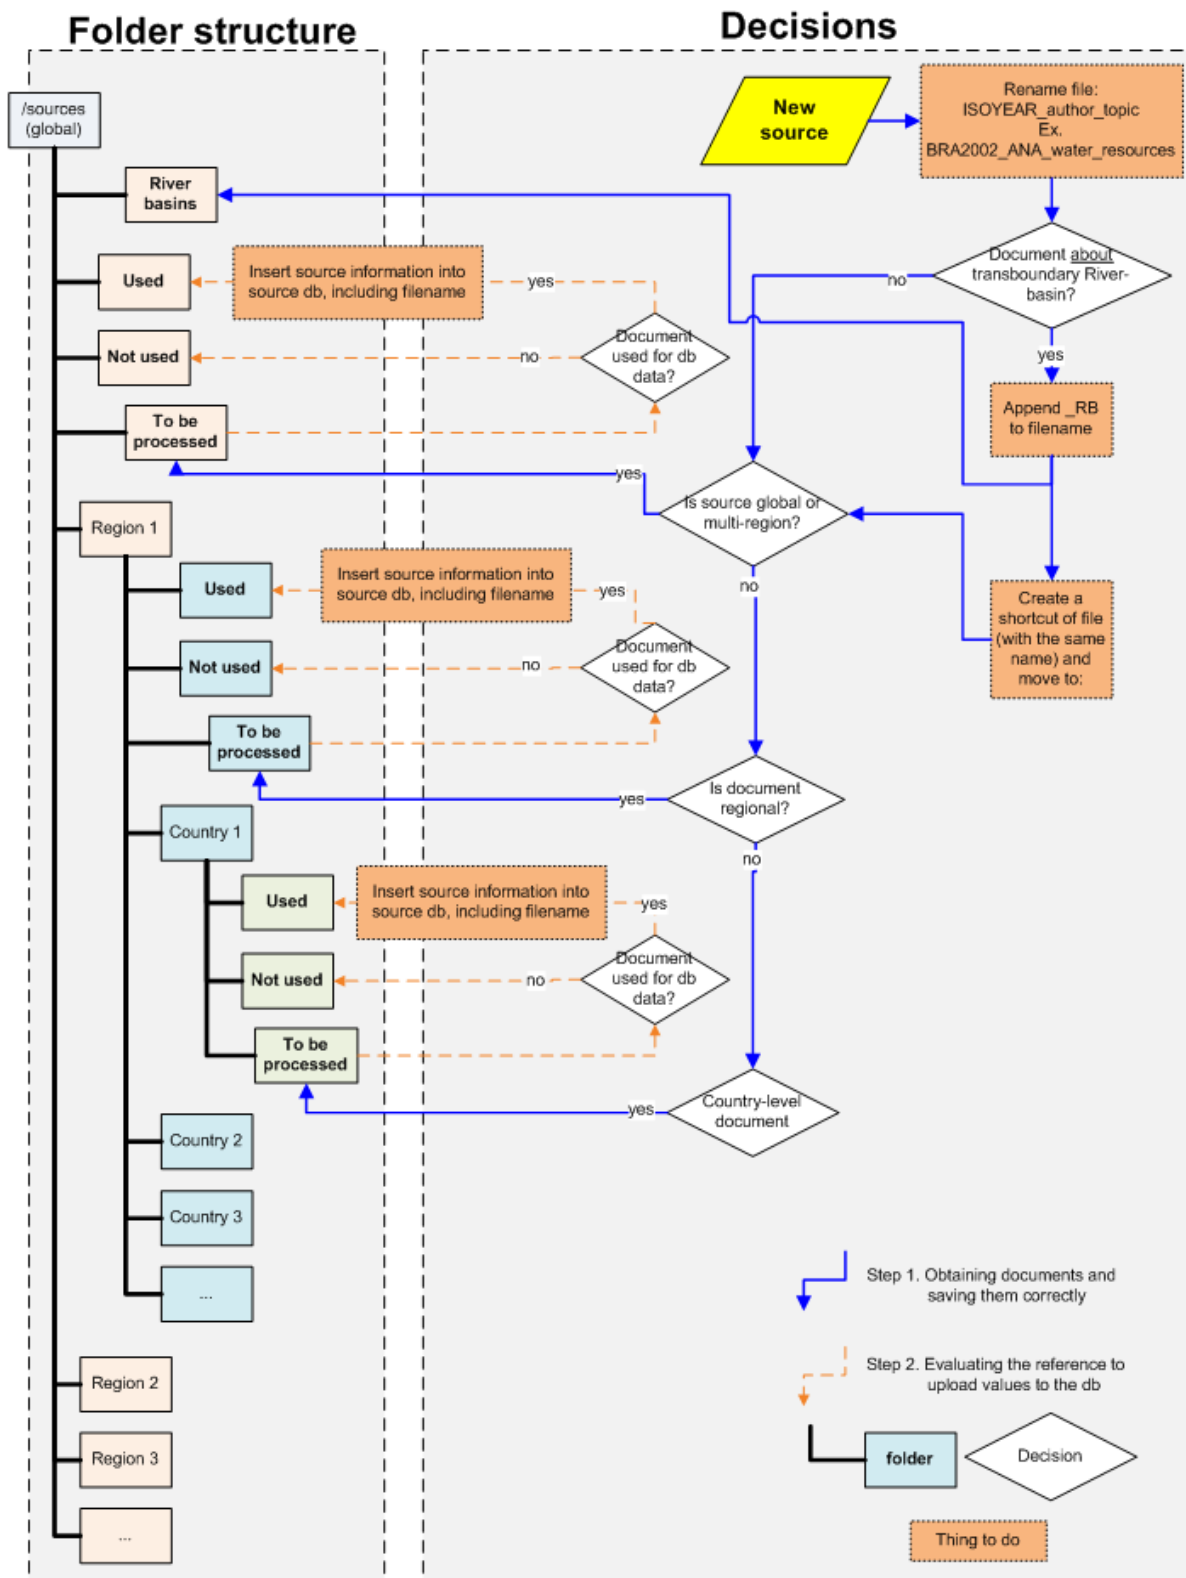 Folder structure
Decisions
/sources
(global)
New
source
Rename file:
ISOYEAR_author_topic
Ex.
BRA2002_ANA_water_resources
River
basins
Document about
transboundary River-
basin?
no
yes
Used
Insert source information into
source db, including filename
yes
Not used
no
Document
used for db
data?
Append _RB
to filename
To be
processed
yes
Is source global or
multi-region?
no
Region 1
Used
Insert source information into
source db, including filename
yes
Not used
no
Document
used for db
data?
Create a
shortcut of file
(with the same
name) and
move to:
To be
processed
yes
Is document
regional?
no
Country 1
Used
Insert source information into
source db, including filename
yes
Not used
no
Document
used for db
data?
To be
processed
yes
Country-level
document
Country 2
Country 3
...
Step 1. Obtaining documents and
saving them correctly
Step 2. Evaluating the reference to
upload values to the db
Region 2
Region 3
...
folder
Decision
Thing to do